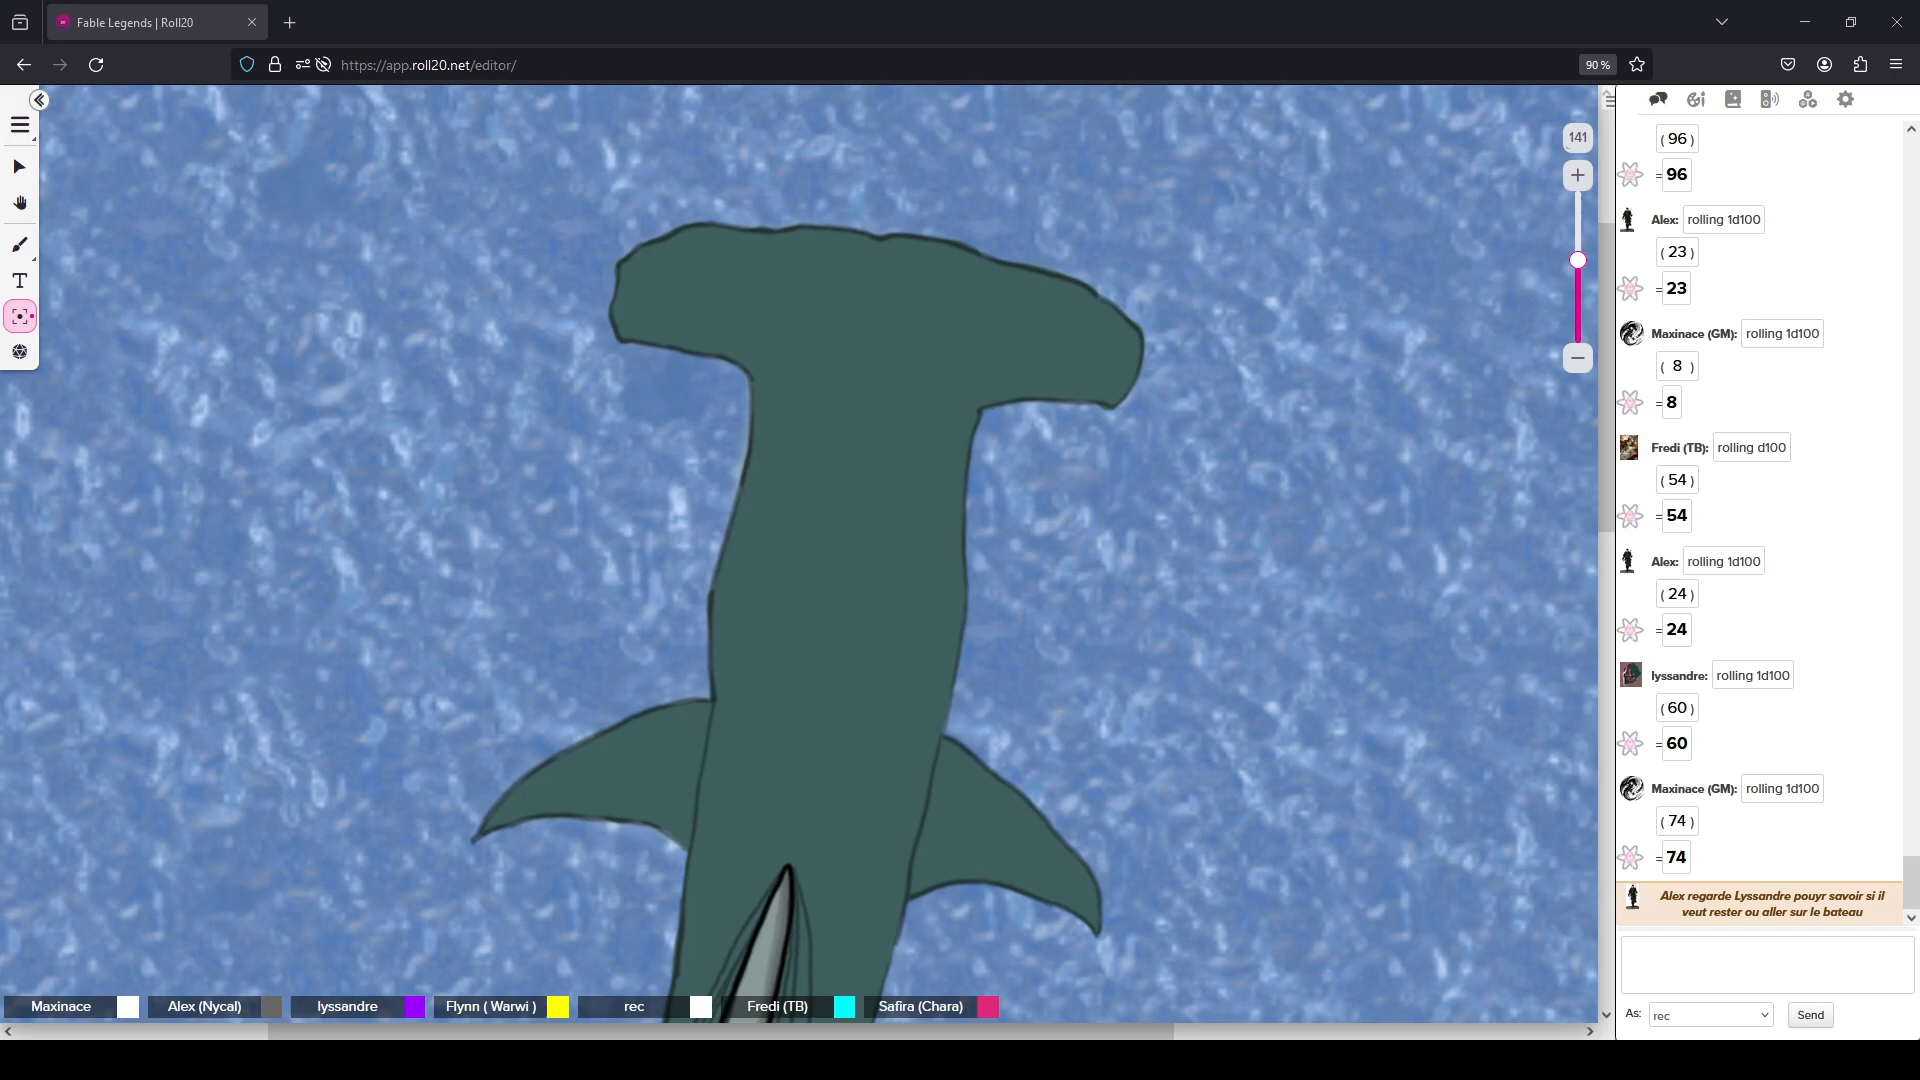 Fable Legends | Roll20
https://app.roll20.net/editor/
90 %
141
( 96 )
=96
Alex: rolling 1d100
( 23 )
=23
Maxinace (GM): rolling 1d100
( 8 )
=8
Fredi (TB): rolling d100
( 54 )
=54
Alex: rolling 1d100
( 24 )
=24
lyssandre: rolling 1d100
( 60 )
=60
Maxinace (GM): rolling 1d100
( 74 )
=74
Alex regarde Lyssandre pouyr savoir si il
veut rester ou aller sur le bateau
Maxinace
Alex (Nycal)
lyssandre
Flynn ( Warwi )
rec
Fredi (TB)
Safira (Chara)
As: rec Send